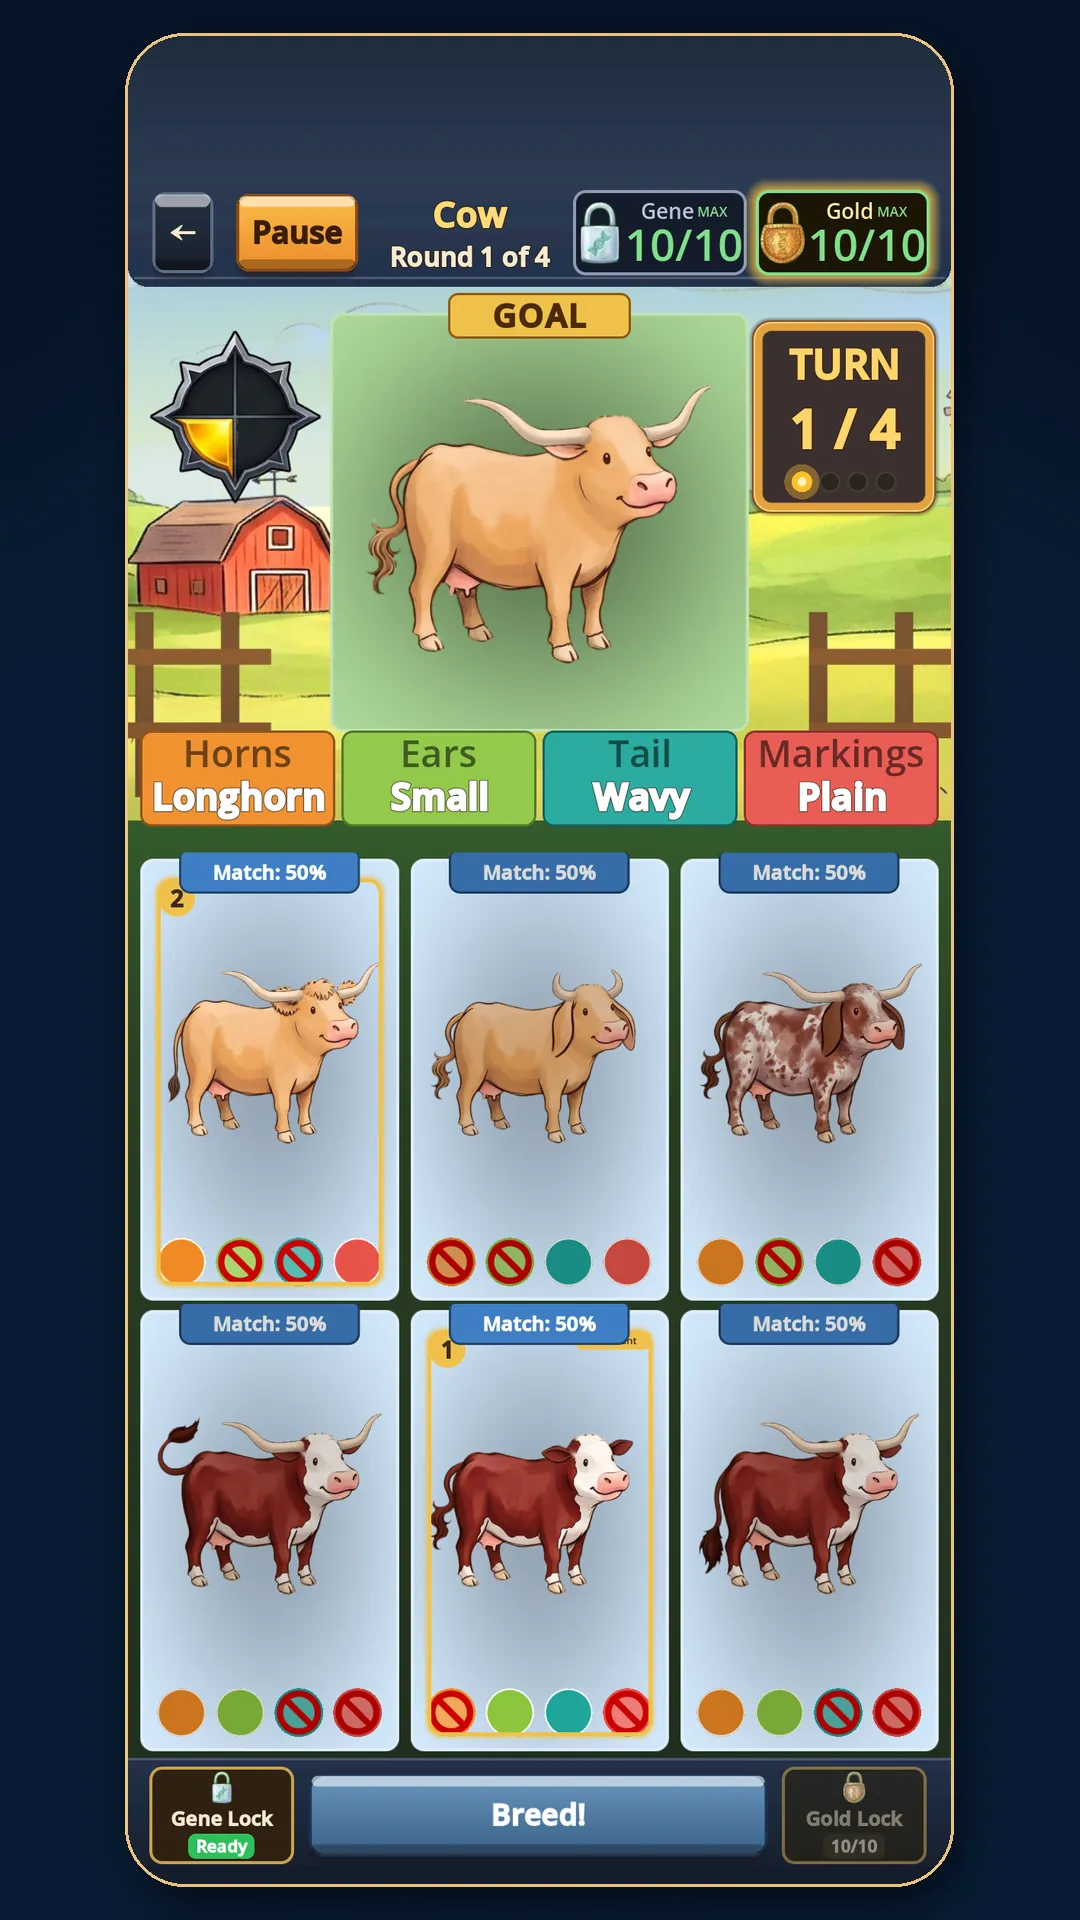 ←
Pause
Cow
Round 1 of 4
Gene MAX
10/10
Gold MAX
10/10
GOAL
TURN
1 / 4
Horns
Longhorn
Ears
Small
Tail
Wavy
Markings
Plain
Match: 50%
2
Match: 50%
Match: 50%
Match: 50%
Match: 50%
1
Match: 50%
Gene Lock
Ready
Breed!
Gold Lock
10/10